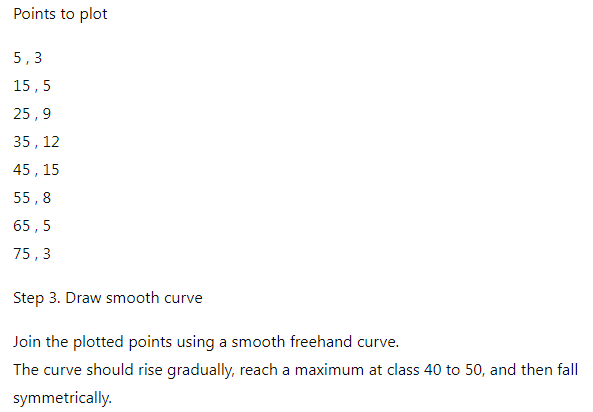 Points to plot
5 , 3
15 , 5
25 , 9
35 , 12
45 , 15
55 , 8
65 , 5
75 , 3
Step 3. Draw smooth curve
Join the plotted points using a smooth freehand curve.
The curve should rise gradually, reach a maximum at class 40 to 50, and then fall
symmetrically.